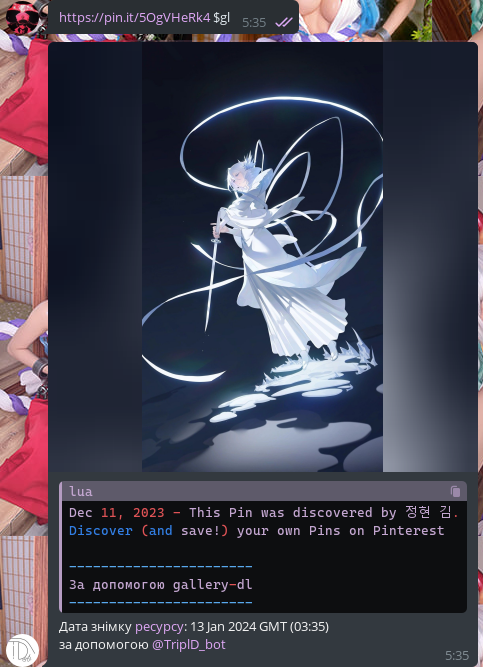 https://pin.it/5OgVHeRk4 $gl 5:35
lua
Dec 11, 2023 - This Pin was discovered by 정현 김.
Discover (and save!) your own Pins on Pinterest
———————————————————————
За допомогою gallery-dl
———————————————————————
Дата знімку ресурсу: 13 Jan 2024 GMT (03:35)
за допомогою @TriplD_bot
5:35